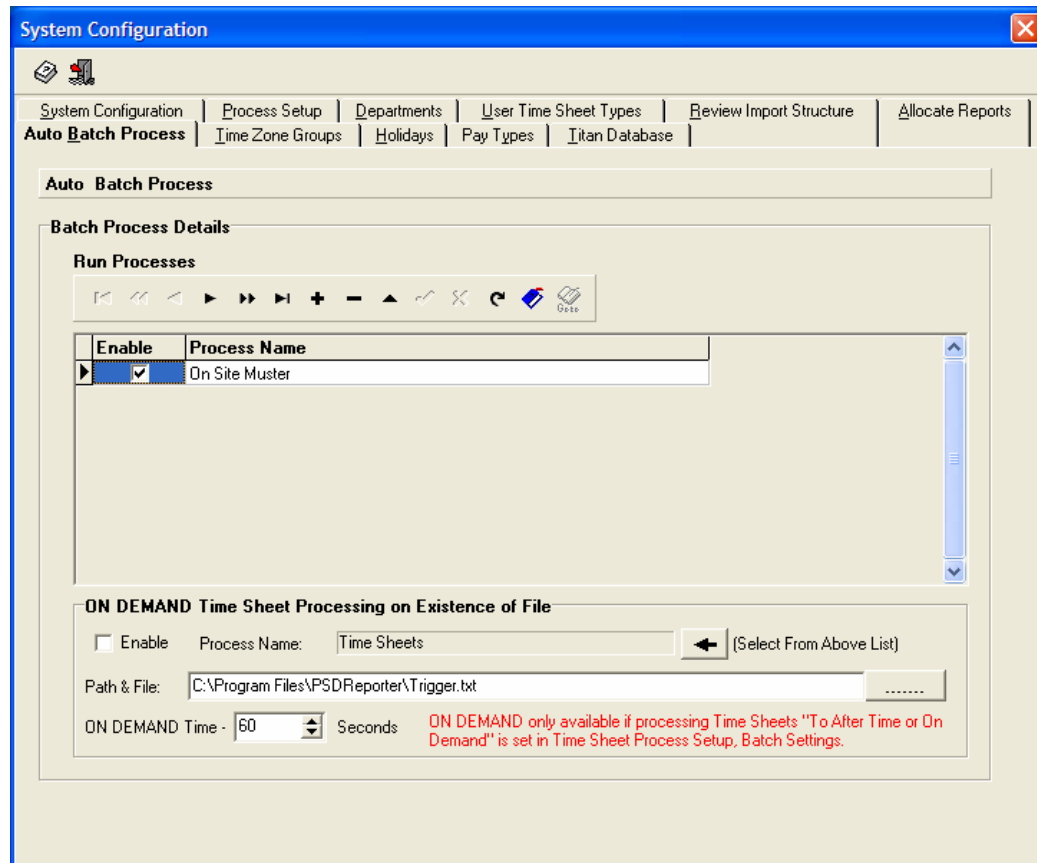 System Configuration
System Configuration Process Setup Departments User Time Sheet Types Review Import Structure Allocate Reports
Auto Batch Process Time Zone Groups Holidays Pay Types Titan Database
Auto Batch Process
Batch Process Details
Run Processes
Goto
Enable Process Name
On Site Muster
ON DEMAND Time Sheet Processing on Existence of File
Enable Process Name: Time Sheets (Select From Above List)
Path & File: C:\Program Files\PSDReporter\Trigger.txt .......
ON DEMAND Time - 60 Seconds ON DEMAND only available if processing Time Sheets "To After Time or On
Demand" is set in Time Sheet Process Setup, Batch Settings.